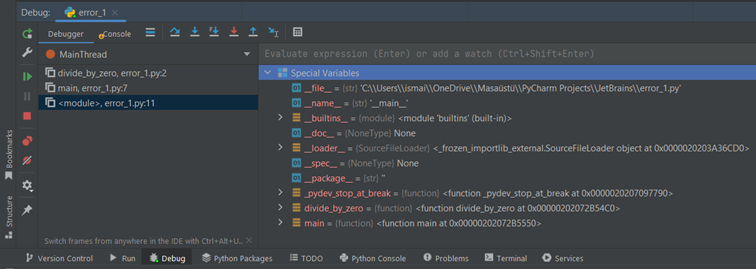 Debug: error_1
Debugger Console
MainThread
divide_by_zero, error_1.py:2
main, error_1.py:7
<module>, error_1.py:11
Switch frames from anywhere in the IDE with Ctrl+Alt+U...
Evaluate expression (Enter) or add a watch (Ctrl+Shift+Enter)
Special Variables
__file__ = {str} 'C:\\Users\\ismai\\OneDrive\\Masaüstü\\PyCharm Projects\\JetBrains\\error_1.py'
__name__ = {str} '__main__'
__builtins__ = {module} <module 'builtins' (built-in)>
__doc__ = {NoneType} None
__loader__ = {SourceFileLoader} <_frozen_importlib_external.SourceFileLoader object at 0x0000020203A36CD0>
__spec__ = {NoneType} None
__package__ = {str} ''
_pydev_stop_at_break = {function} <function _pydev_stop_at_break at 0x0000020207097790>
divide_by_zero = {function} <function divide_by_zero at 0x00000202072B54C0>
main = {function} <function main at 0x00000202072B5550>
Bookmarks
Structure
Version Control Run Debug Python Packages TODO Python Console Problems Terminal Services